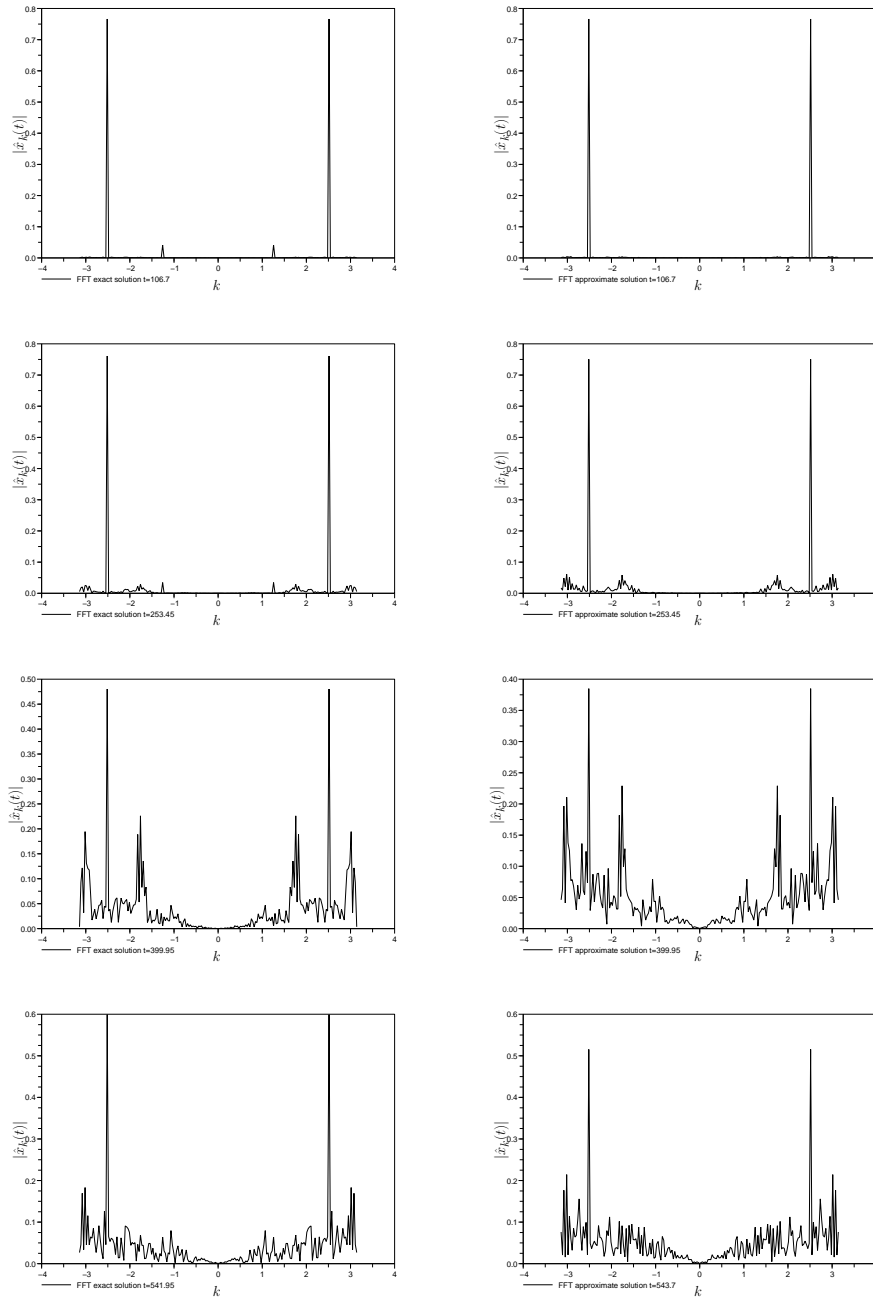 0.8
0.7
0.6
0.5
0.4
0.3
0.2
0.1
0.0
|x̂_k(t)|
−4 −3 −2 −1 0 1 2 3 4
FFT exact solution t=106.7
k
0.8
0.7
0.6
0.5
0.4
0.3
0.2
0.1
0.0
|x̂_k(t)|
−4 −3 −2 −1 0 1 2 3
FFT approximate solution t=106.7
k
0.8
0.7
0.6
0.5
0.4
0.3
0.2
0.1
0.0
|x̂_k(t)|
−4 −3 −2 −1 0 1 2 3 4
FFT exact solution t=253.45
k
0.8
0.7
0.6
0.5
0.4
0.3
0.2
0.1
0.0
|x̂_k(t)|
−4 −3 −2 −1 0 1 2 3
FFT approximate solution t=253.45
k
0.50
0.45
0.40
0.35
0.30
0.25
0.20
0.15
0.10
0.05
0.00
|x̂_k(t)|
−4 −3 −2 −1 0 1 2 3 4
FFT exact solution t=399.95
k
0.40
0.35
0.30
0.25
0.20
0.15
0.10
0.05
0.00
|x̂_k(t)|
−4 −3 −2 −1 0 1 2 3
FFT approximate solution t=399.95
k
0.6
0.5
0.4
0.3
0.2
0.1
0.0
|x̂_k(t)|
−4 −3 −2 −1 0 1 2 3 4
FFT exact solution t=541.95
k
0.6
0.5
0.4
0.3
0.2
0.1
0.0
|x̂_k(t)|
−4 −3 −2 −1 0 1 2 3
FFT approximate solution t=543.7
k